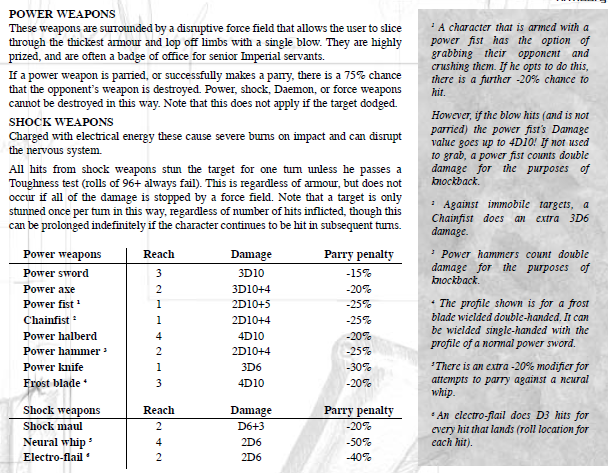 POWER WEAPONS
These weapons are surrounded by a disruptive force field that allows the user to slice
through the thickest armour and lop off limbs with a single blow. They are highly
prized, and are often a badge of office for senior Imperial servants.
If a power weapon is parried, or successfully makes a parry, there is a 75% chance
that the opponent's weapon is destroyed. Power, shock, Daemon, or force weapons
cannot be destroyed in this way. Note that this does not apply if the target dodged.
SHOCK WEAPONS
Charged with electrical energy these cause severe burns on impact and can disrupt
the nervous system.
All hits from shock weapons stun the target for one turn unless he passes a
Toughness test (rolls of 96+ always fail). This is regardless of armour, but does not
occur if all of the damage is stopped by a force field. Note that a target is only
stunned once per turn in this way, regardless of number of hits inflicted, though this
can be prolonged indefinitely if the character continues to be hit in subsequent turns.
Power weapons Reach Damage Parry penalty
Power sword 3 3D10 -15%
Power axe 2 3D10+4 -20%
Power fist ¹ 1 2D10+5 -25%
Chainfist ² 1 2D10+4 -25%
Power halberd 4 4D10 -20%
Power hammer ³ 2 2D10+4 -25%
Power knife 1 3D6 -30%
Frost blade ⁴ 3 4D10 -20%
Shock weapons Reach Damage Parry penalty
Shock maul 2 D6+3 -20%
Neural whip ⁵ 4 2D6 -50%
Electro-flail ⁶ 2 2D6 -40%
¹ A character that is armed with a
power fist has the option of
grabbing their opponent and
crushing them. If he opts to do this,
there is a further -20% chance to
hit.
However, if the blow hits (and is not
parried) the power fist's Damage
value goes up to 4D10! If not used
to grab, a power fist counts double
damage for the purposes of
knockback.
² Against immobile targets, a
Chainfist does an extra 3D6
damage.
³ Power hammers count double
damage for the purposes of
knockback.
⁴ The profile shown is for a frost
blade wielded double-handed. It can
be wielded single-handed with the
profile of a normal power sword.
⁵ There is an extra -20% modifier for
attempts to parry against a neural
whip.
⁶ An electro-flail does D3 hits for
every hit that lands (roll location for
each hit).